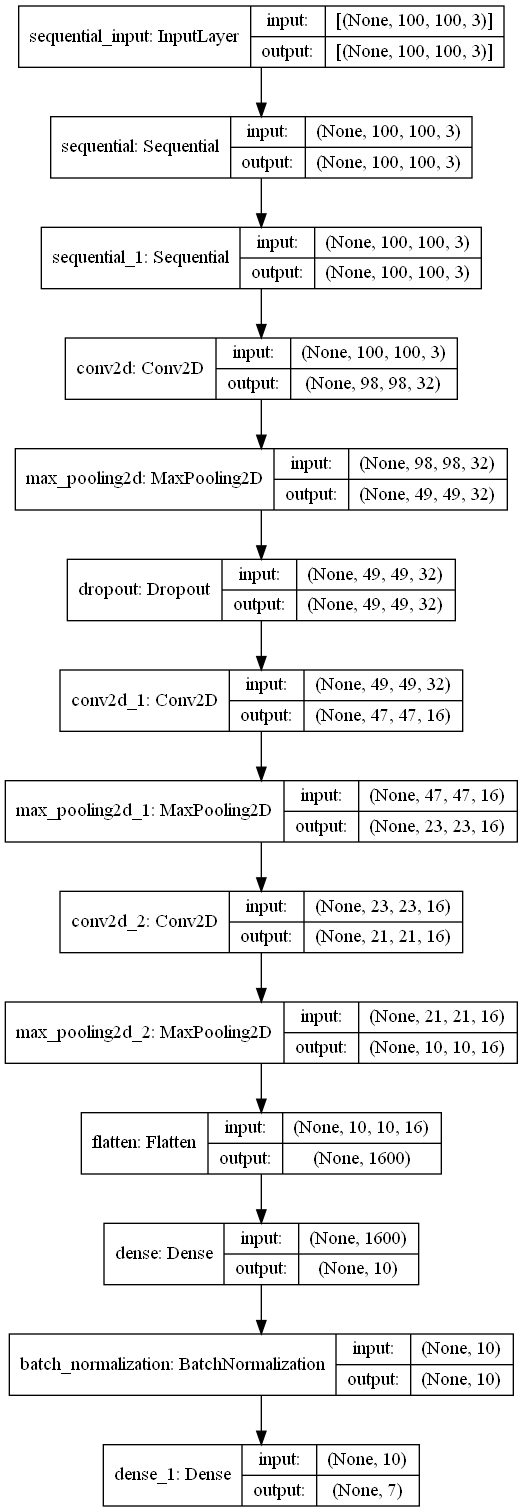 sequential_input: InputLayer
input:
[(None, 100, 100, 3)]
output:
[(None, 100, 100, 3)]
sequential: Sequential
input:
(None, 100, 100, 3)
output:
(None, 100, 100, 3)
sequential_1: Sequential
input:
(None, 100, 100, 3)
output:
(None, 100, 100, 3)
conv2d: Conv2D
input:
(None, 100, 100, 3)
output:
(None, 98, 98, 32)
max_pooling2d: MaxPooling2D
input:
(None, 98, 98, 32)
output:
(None, 49, 49, 32)
dropout: Dropout
input:
(None, 49, 49, 32)
output:
(None, 49, 49, 32)
conv2d_1: Conv2D
input:
(None, 49, 49, 32)
output:
(None, 47, 47, 16)
max_pooling2d_1: MaxPooling2D
input:
(None, 47, 47, 16)
output:
(None, 23, 23, 16)
conv2d_2: Conv2D
input:
(None, 23, 23, 16)
output:
(None, 21, 21, 16)
max_pooling2d_2: MaxPooling2D
input:
(None, 21, 21, 16)
output:
(None, 10, 10, 16)
flatten: Flatten
input:
(None, 10, 10, 16)
output:
(None, 1600)
dense: Dense
input:
(None, 1600)
output:
(None, 10)
batch_normalization: BatchNormalization
input:
(None, 10)
output:
(None, 10)
dense_1: Dense
input:
(None, 10)
output:
(None, 7)